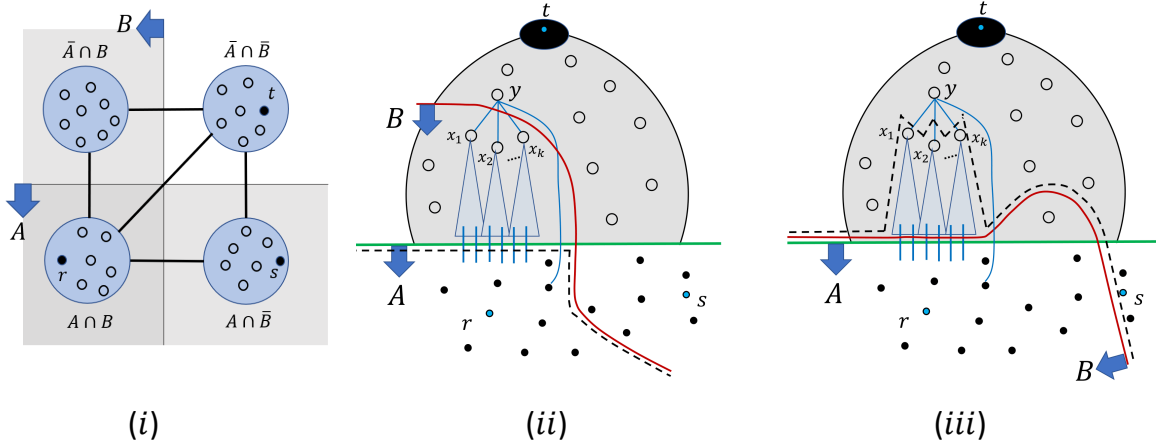 B
Ā ∩ B
Ā ∩ B̄
t
A
r
s
A ∩ B
A ∩ B̄
(i)
t
B
y
x₁
x₂
....
xₖ
A
r
s
(ii)
t
y
x₁
x₂
....
xₖ
A
r
s
B
(iii)